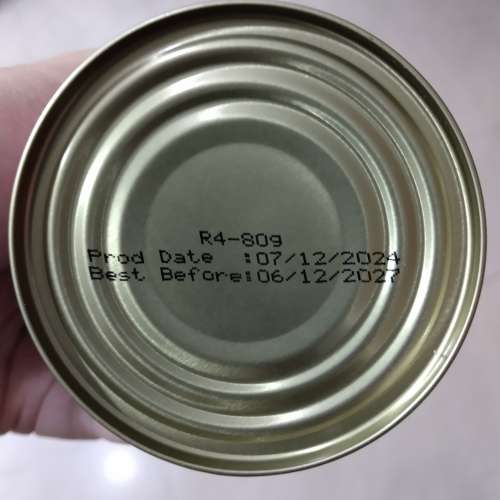 R4-80g
Prod Date :07/12/2024
Best Before:06/12/2027